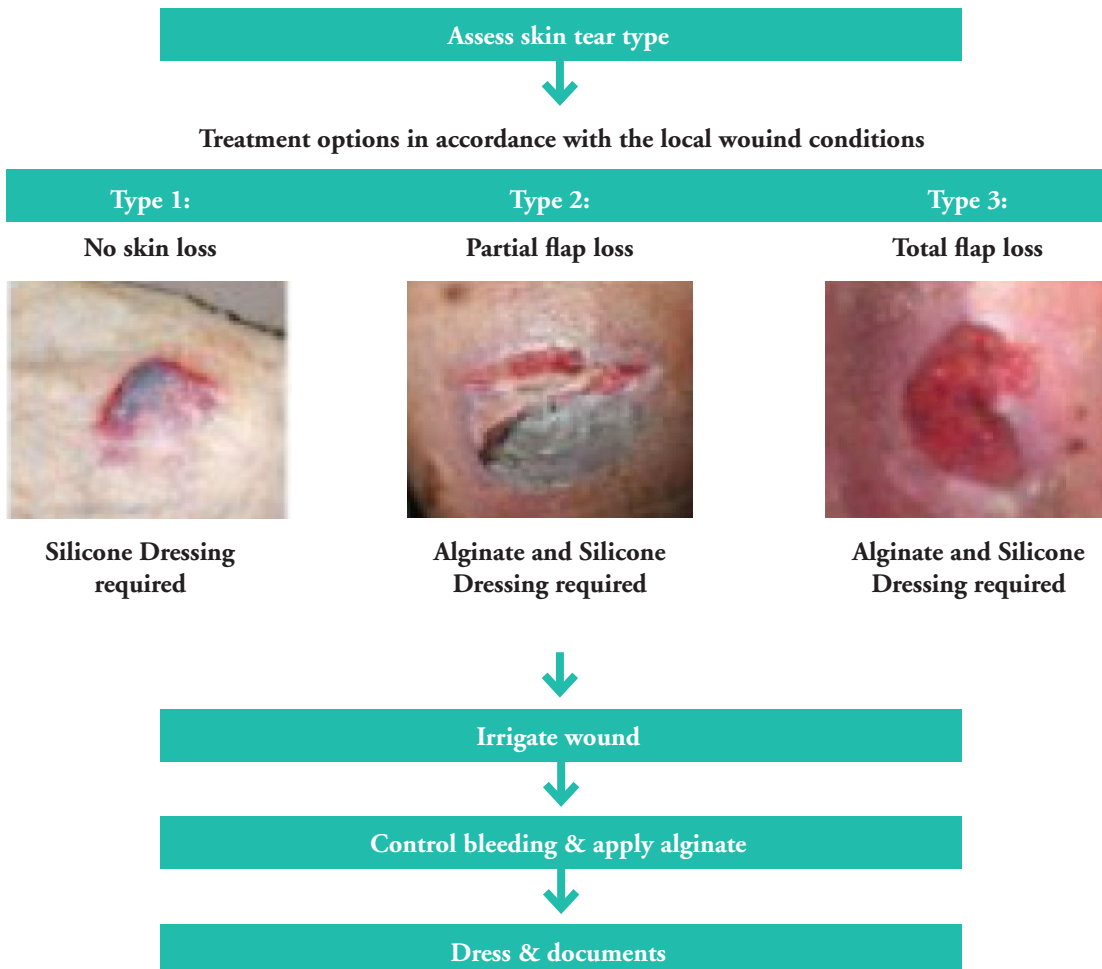 Assess skin tear type
Treatment options in accordance with the local wouind conditions
Type 1:
Type 2:
Type 3:
No skin loss
Partial flap loss
Total flap loss
Silicone Dressing
required
Alginate and Silicone
Dressing required
Alginate and Silicone
Dressing required
Irrigate wound
Control bleeding & apply alginate
Dress & documents